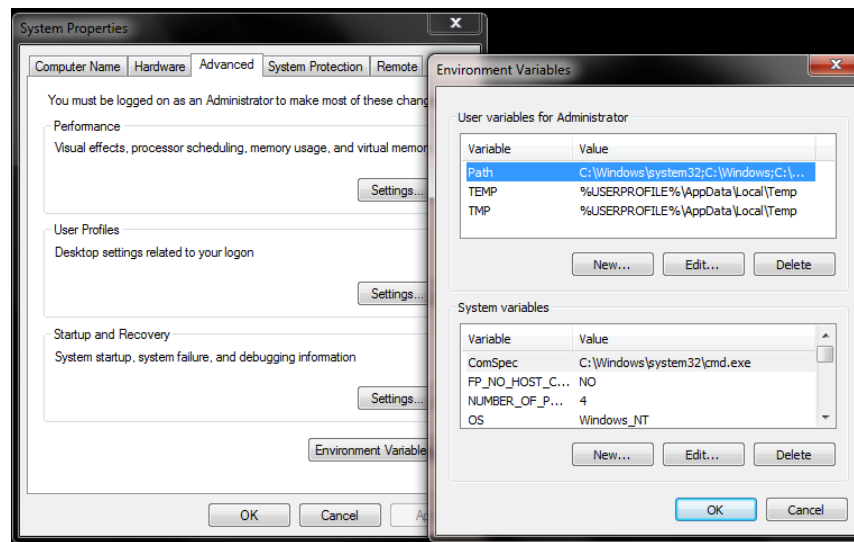 System Properties
x
Computer Name Hardware Advanced System Protection Remote
You must be logged on as an Administrator to make most of these chang
Performance
Visual effects, processor scheduling, memory usage, and virtual memor
Settings...
User Profiles
Desktop settings related to your logon
Settings...
Startup and Recovery
System startup, system failure, and debugging information
Settings...
Environment Variable
OK Cancel Ap
Environment Variables
x
User variables for Administrator
Variable Value
Path C:\Windows\system32;C:\Windows;C:\...
TEMP %USERPROFILE%\AppData\Local\Temp
TMP %USERPROFILE%\AppData\Local\Temp
New... Edit... Delete
System variables
Variable Value
ComSpec C:\Windows\system32\cmd.exe
FP_NO_HOST_C... NO
NUMBER_OF_P... 4
OS Windows_NT
New... Edit... Delete
OK Cancel